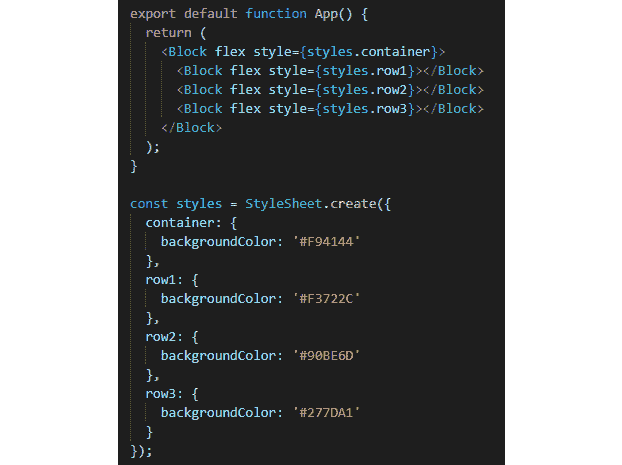 export default function App() {
return (
<Block flex style={styles.container}>
<Block flex style={styles.row1}></Block>
<Block flex style={styles.row2}></Block>
<Block flex style={styles.row3}></Block>
</Block>
);
}
const styles = StyleSheet.create({
container: {
backgroundColor: '#F94144'
},
row1: {
backgroundColor: '#F3722C'
},
row2: {
backgroundColor: '#90BE6D'
},
row3: {
backgroundColor: '#277DA1'
}
});